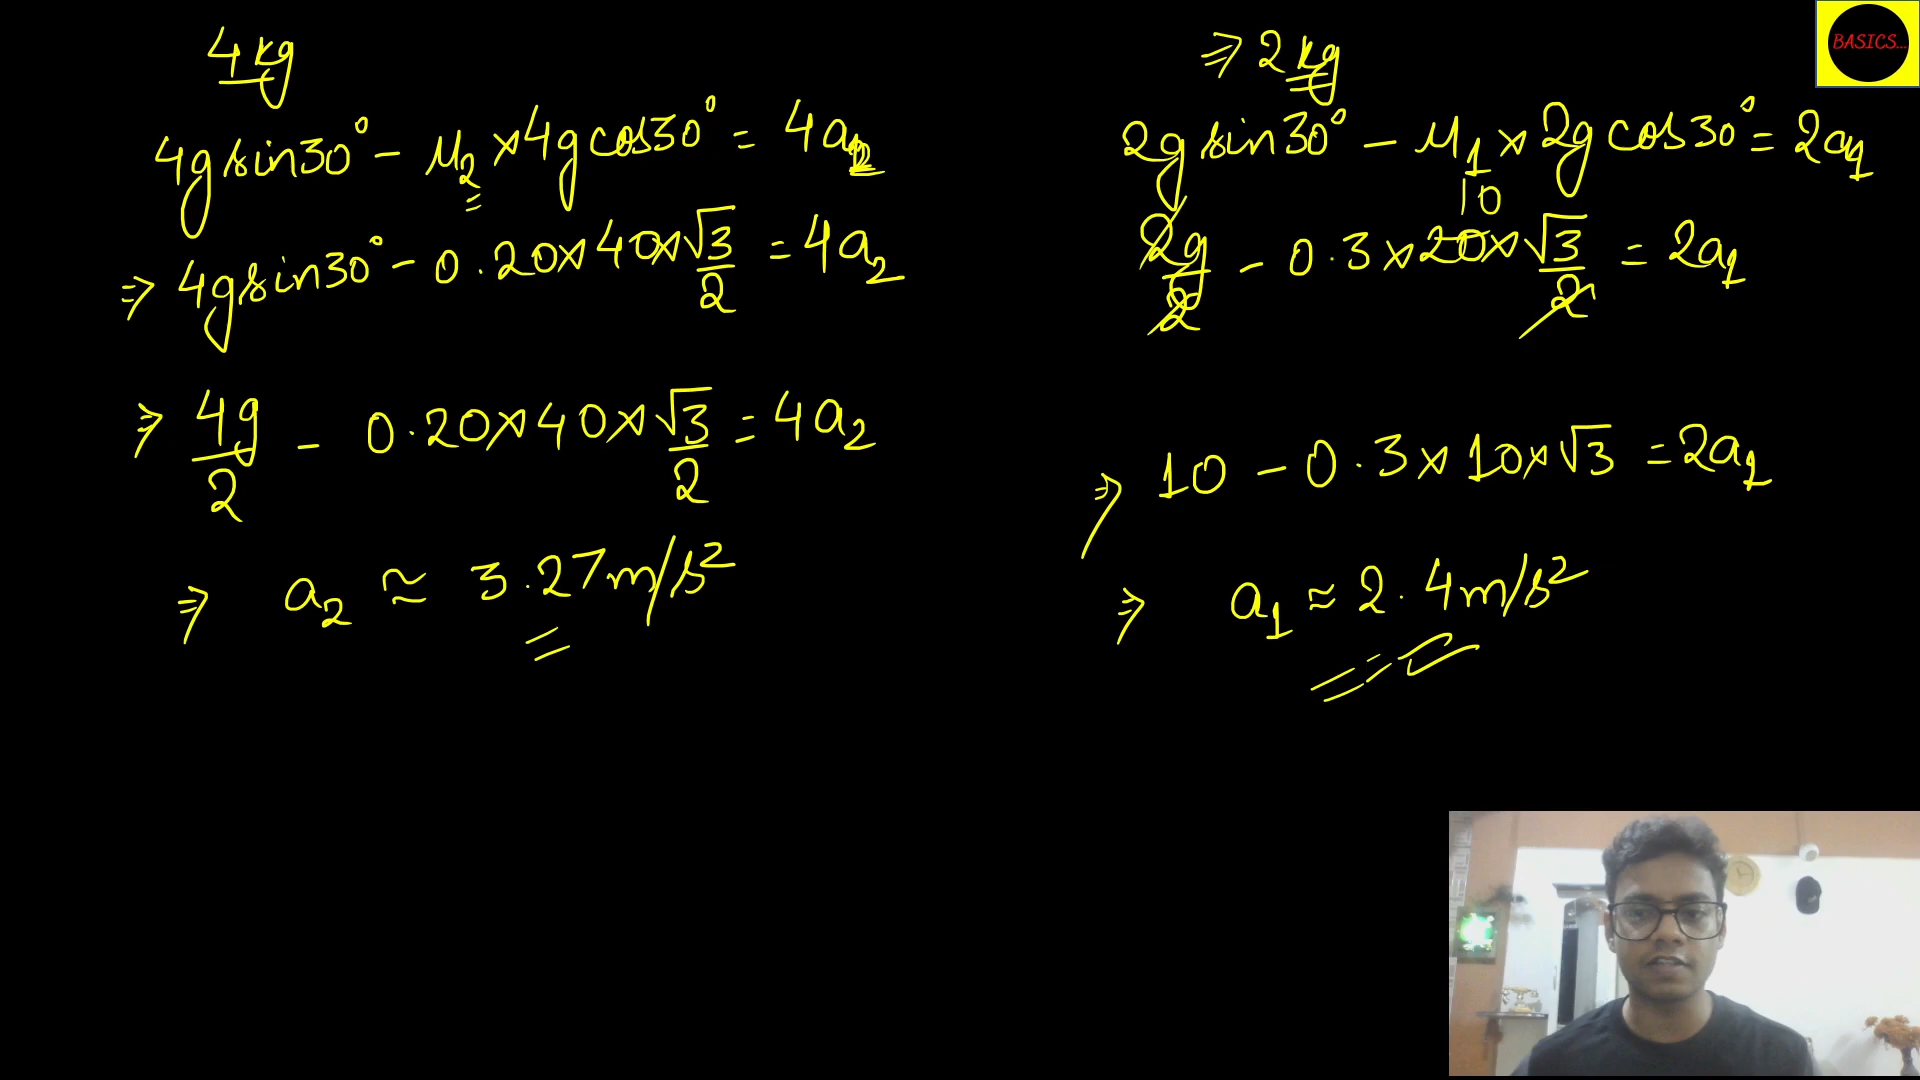 4kg
4g sin30° - μ₂ × 4g cos30° = 4a₂
⇒ 4g sin30° - 0.20 × 40 × √3/2 = 4a₂
⇒ 4g/2 - 0.20 × 40 × √3/2 = 4a₂
⇒ a₂ ≈ 3.27 m/s²
⇒ 2kg
2g sin30° - μ₁ × 2g cos30° = 2a₁
10
2g/2 - 0.3 × 20 × √3/2 = 2a₁
⇒ 10 - 0.3 × 10 × √3 = 2a₁
⇒ a₁ ≈ 2.4 m/s²
BASICS...